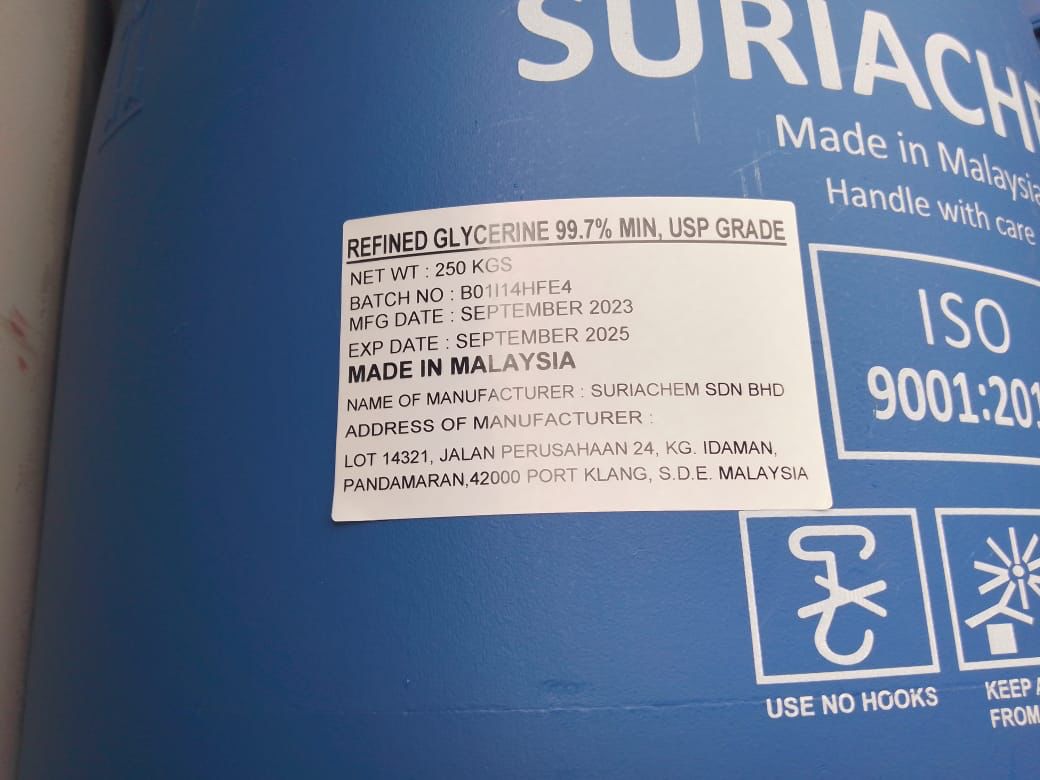 SURIACH
Made in Malaysia
Handle with care
REFINED GLYCERINE 99.7% MIN, USP GRADE
NET WT : 250 KGS
BATCH NO : B01I14HFE4
MFG DATE : SEPTEMBER 2023
EXP DATE : SEPTEMBER 2025
MADE IN MALAYSIA
NAME OF MANUFACTURER : SURIACHEM SDN BHD
ADDRESS OF MANUFACTURER :
LOT 14321, JALAN PERUSAHAAN 24, KG. IDAMAN,
PANDAMARAN,42000 PORT KLANG, S.D.E. MALAYSIA
ISO
9001:201
USE NO HOOKS
KEEP
FROM